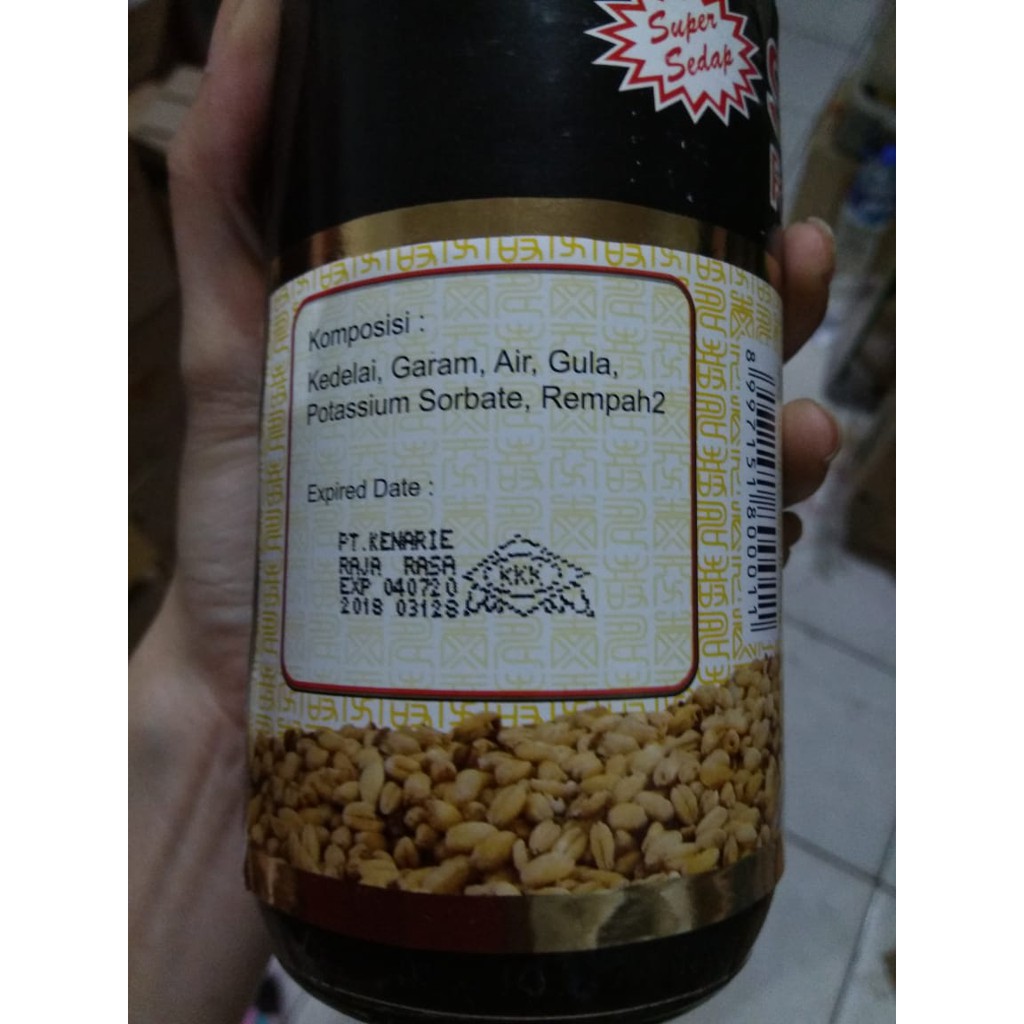 Super
Sedap
Komposisi :
Kedelai, Garam, Air, Gula,
Potassium Sorbate, Rempah2
Expired Date :
PT.KENARIE
RAJA RASA
EXP 040720
2018 03128
KKK
8997151800011